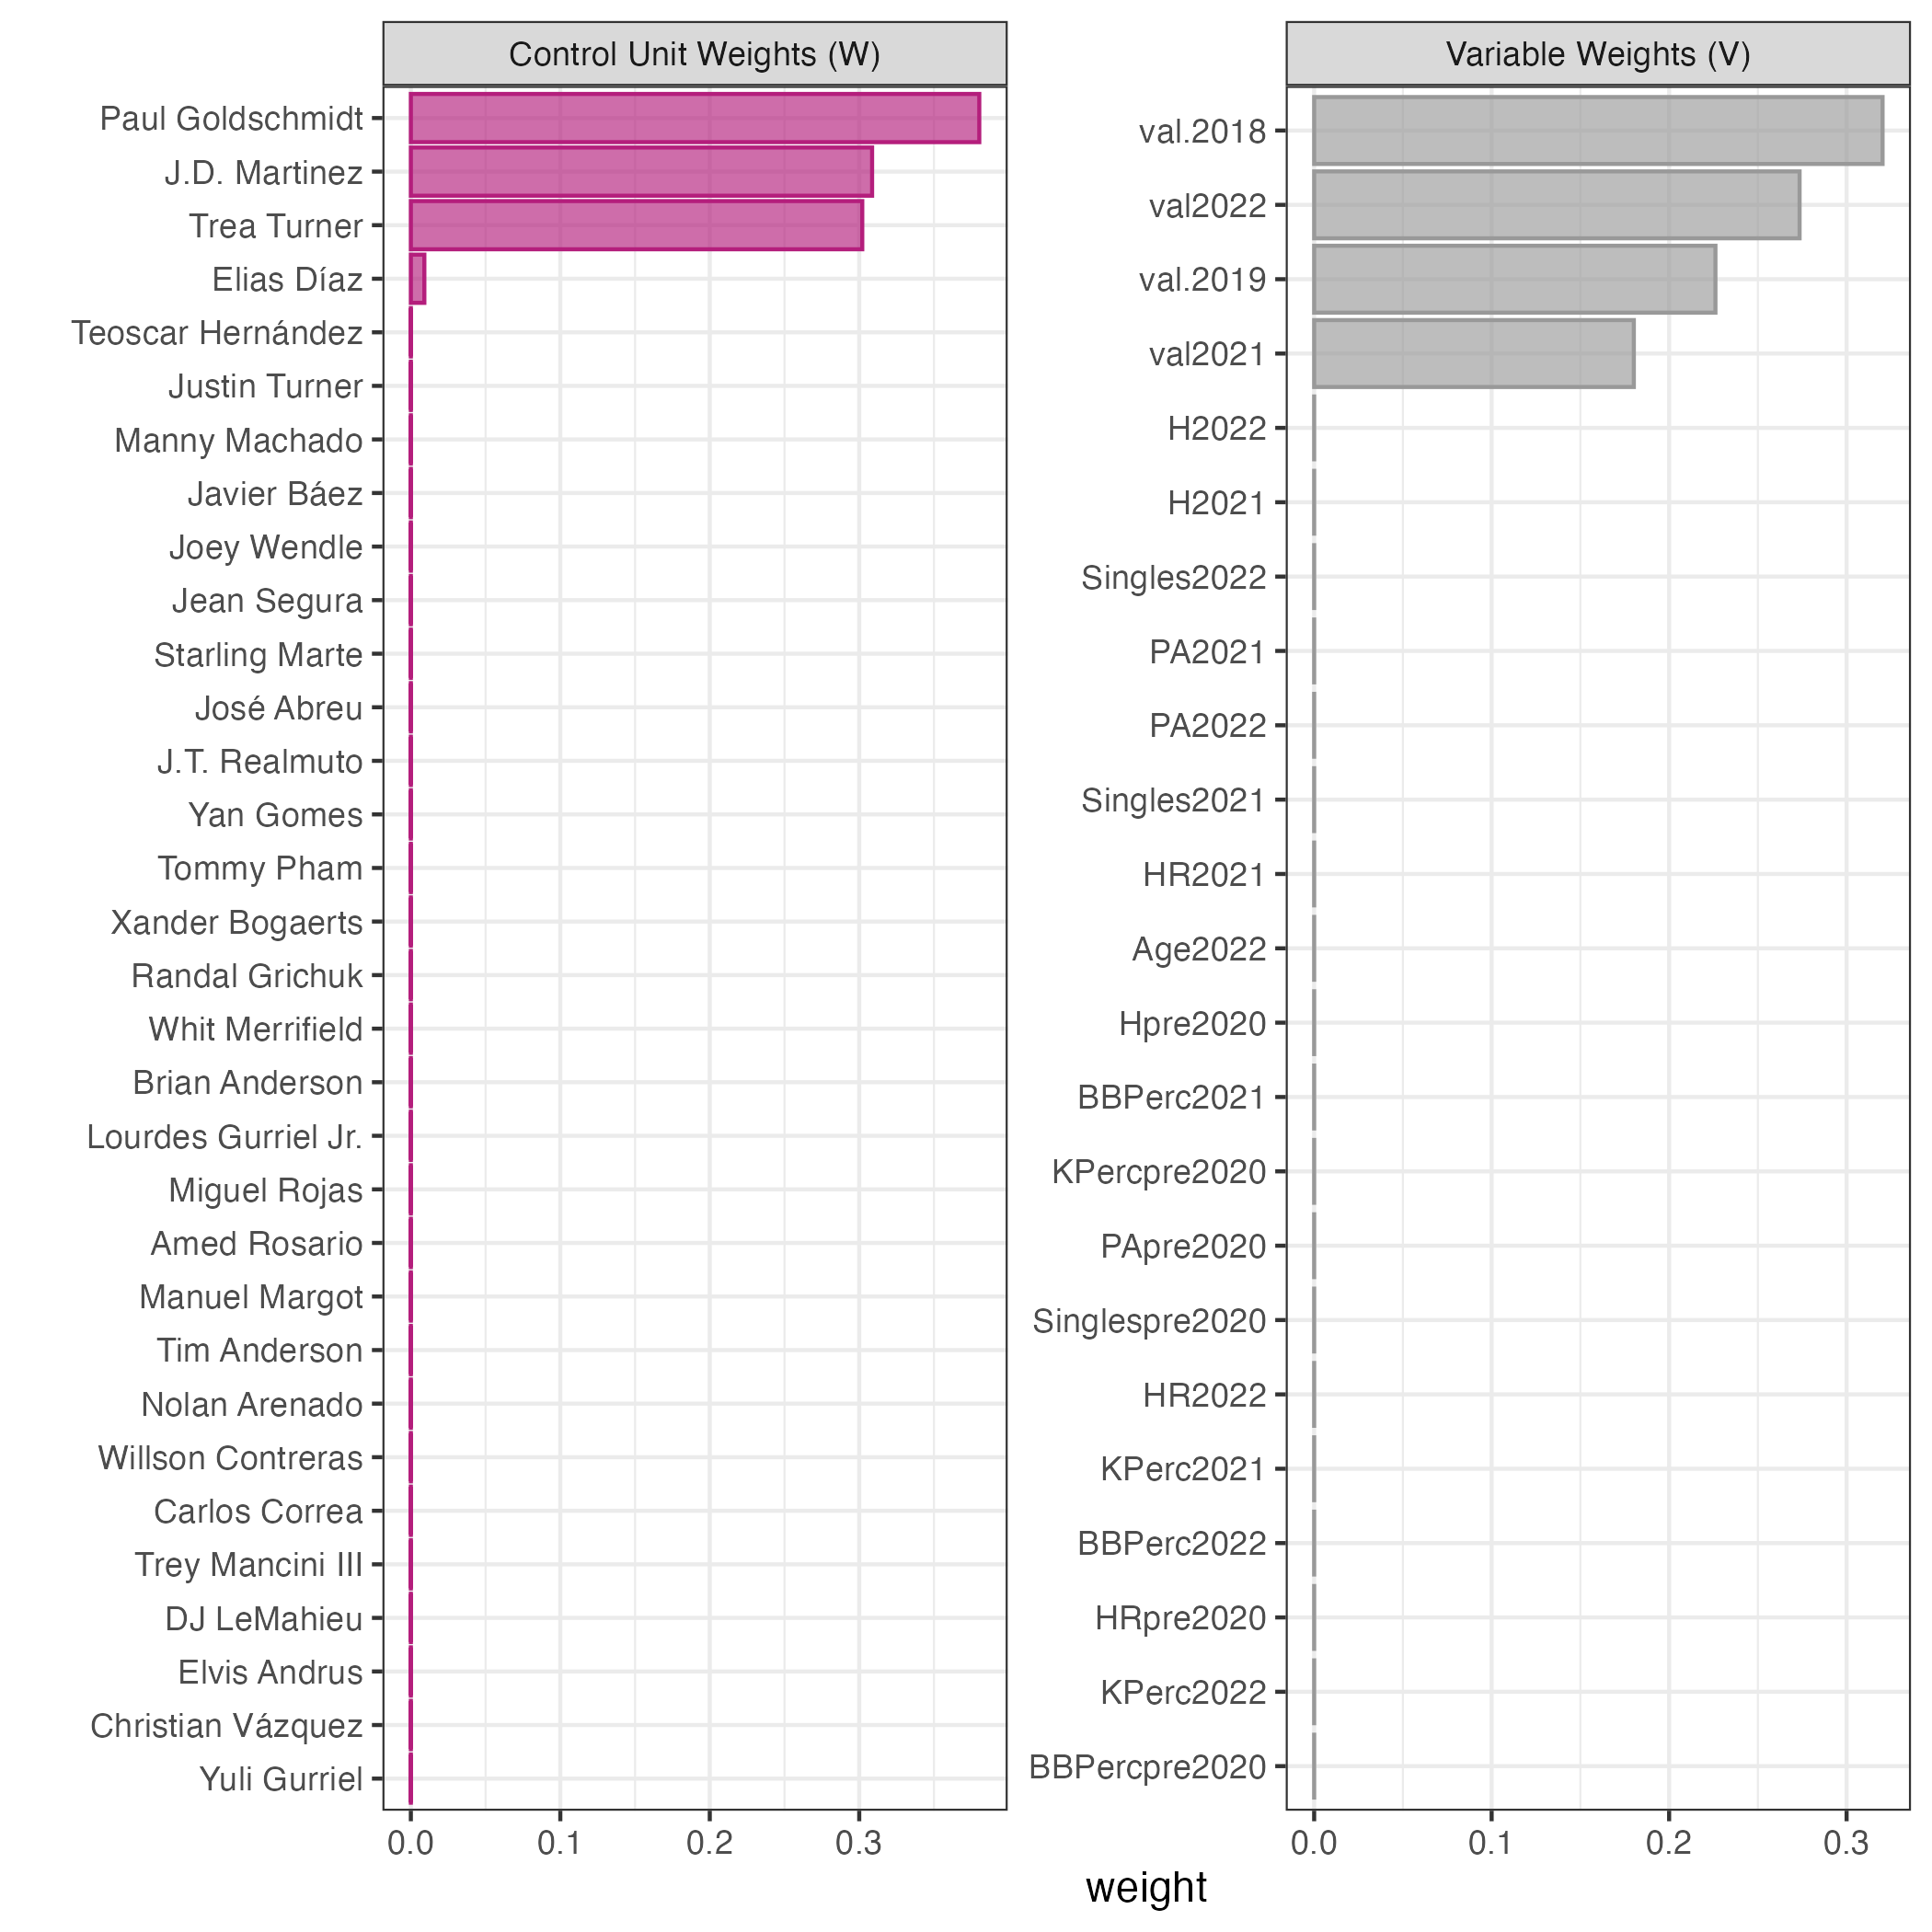 Control Unit Weights (W)
Paul Goldschmidt
J.D. Martinez
Trea Turner
Elias Díaz
Teoscar Hernández
Justin Turner
Manny Machado
Javier Báez
Joey Wendle
Jean Segura
Starling Marte
José Abreu
J.T. Realmuto
Yan Gomes
Tommy Pham
Xander Bogaerts
Randal Grichuk
Whit Merrifield
Brian Anderson
Lourdes Gurriel Jr.
Miguel Rojas
Amed Rosario
Manuel Margot
Tim Anderson
Nolan Arenado
Willson Contreras
Carlos Correa
Trey Mancini III
DJ LeMahieu
Elvis Andrus
Christian Vázquez
Yuli Gurriel
0.0 0.1 0.2 0.3
Variable Weights (V)
val.2018
val2022
val.2019
val2021
H2022
H2021
Singles2022
PA2021
PA2022
Singles2021
HR2021
Age2022
Hpre2020
BBPerc2021
KPercpre2020
PApre2020
Singlespre2020
HR2022
KPerc2021
BBPerc2022
HRpre2020
KPerc2022
BBPercpre2020
0.0 0.1 0.2 0.3
weight